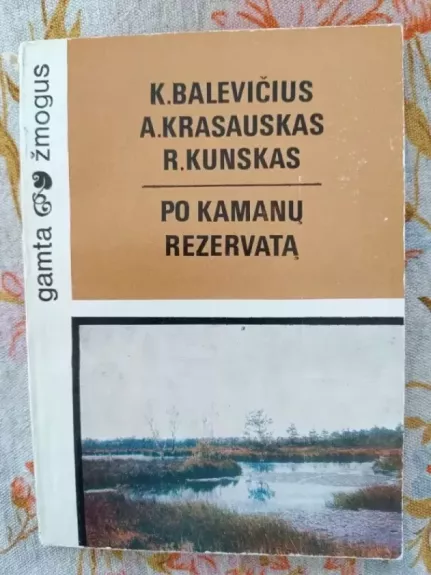 gamta žmogus
K.BALEVIČIUS
A.KRASAUSKAS
R.KUNSKAS
PO KAMANŲ
REZERVATĄ